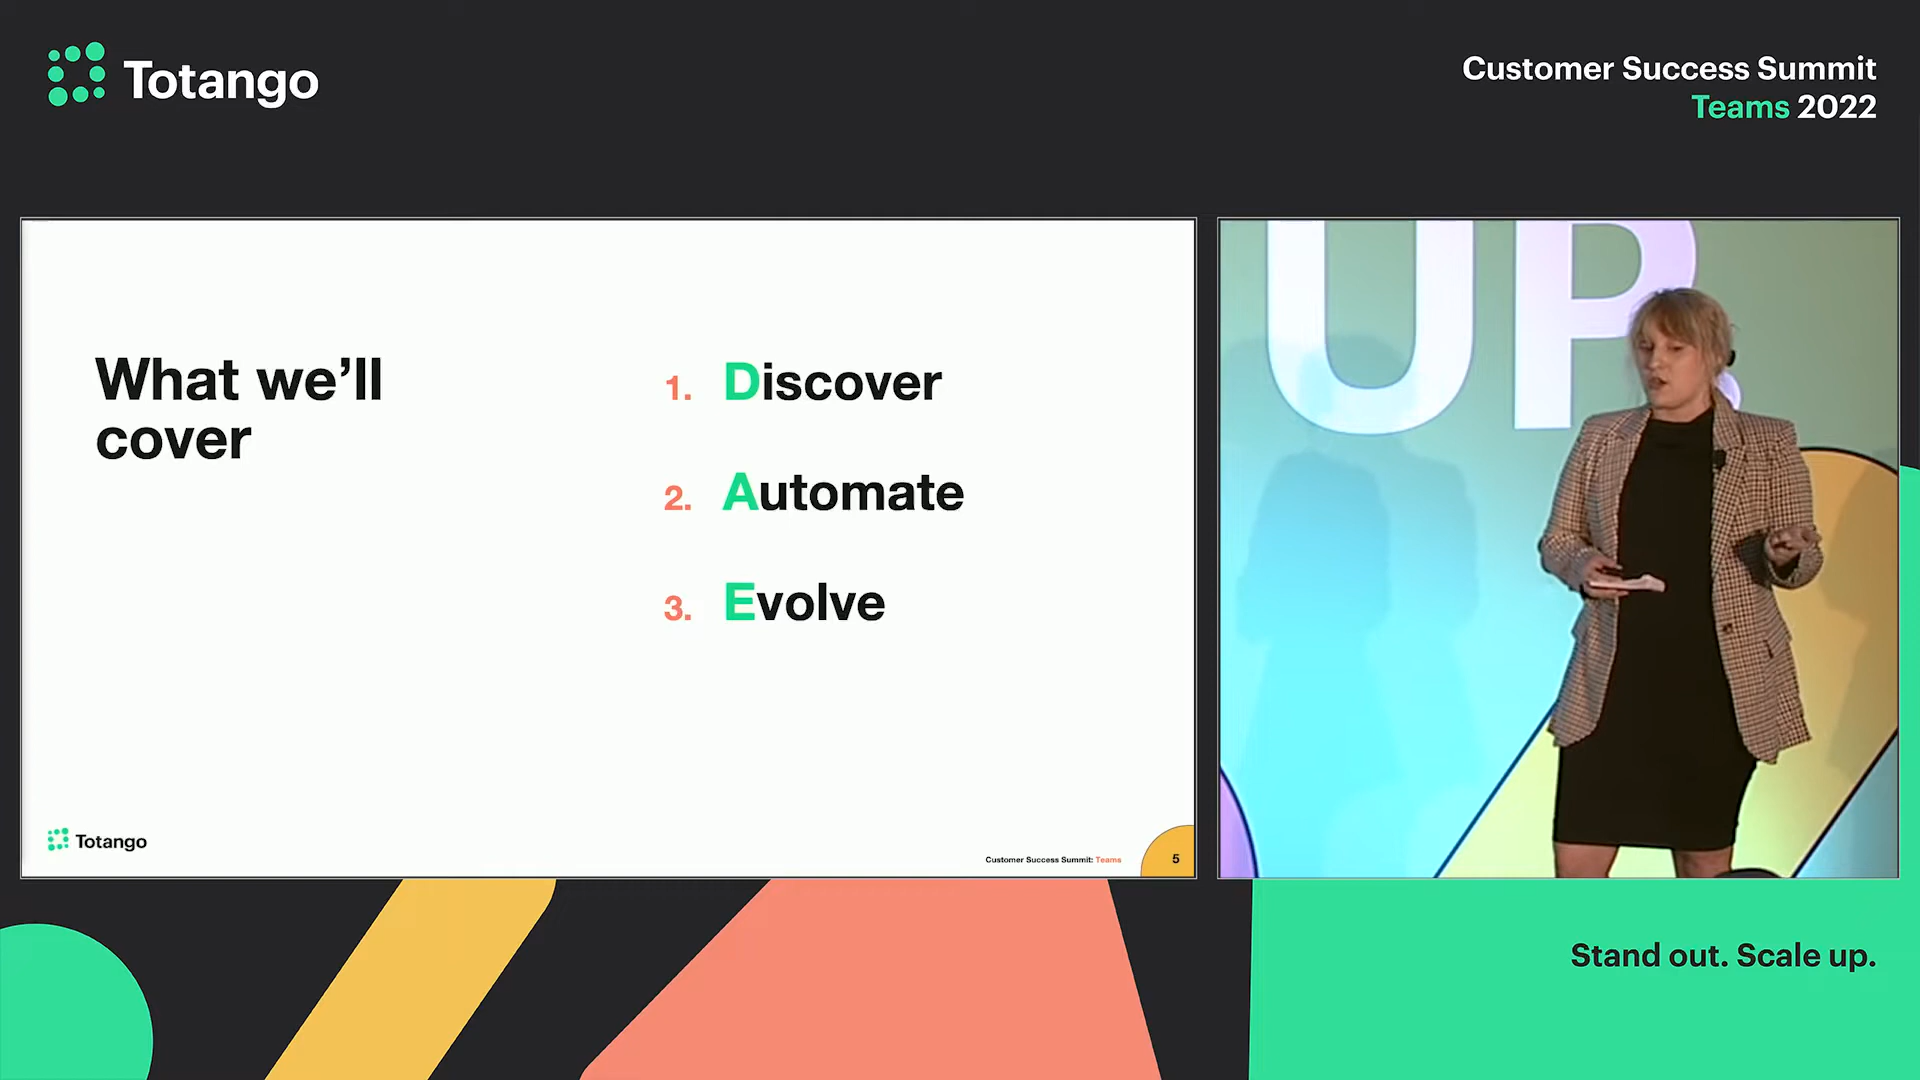 Totango
Customer Success Summit
Teams 2022
What we'll
cover
1. Discover
2. Automate
3. Evolve
Totango
Customer Success Summit: Teams
5
UP.
Stand out. Scale up.